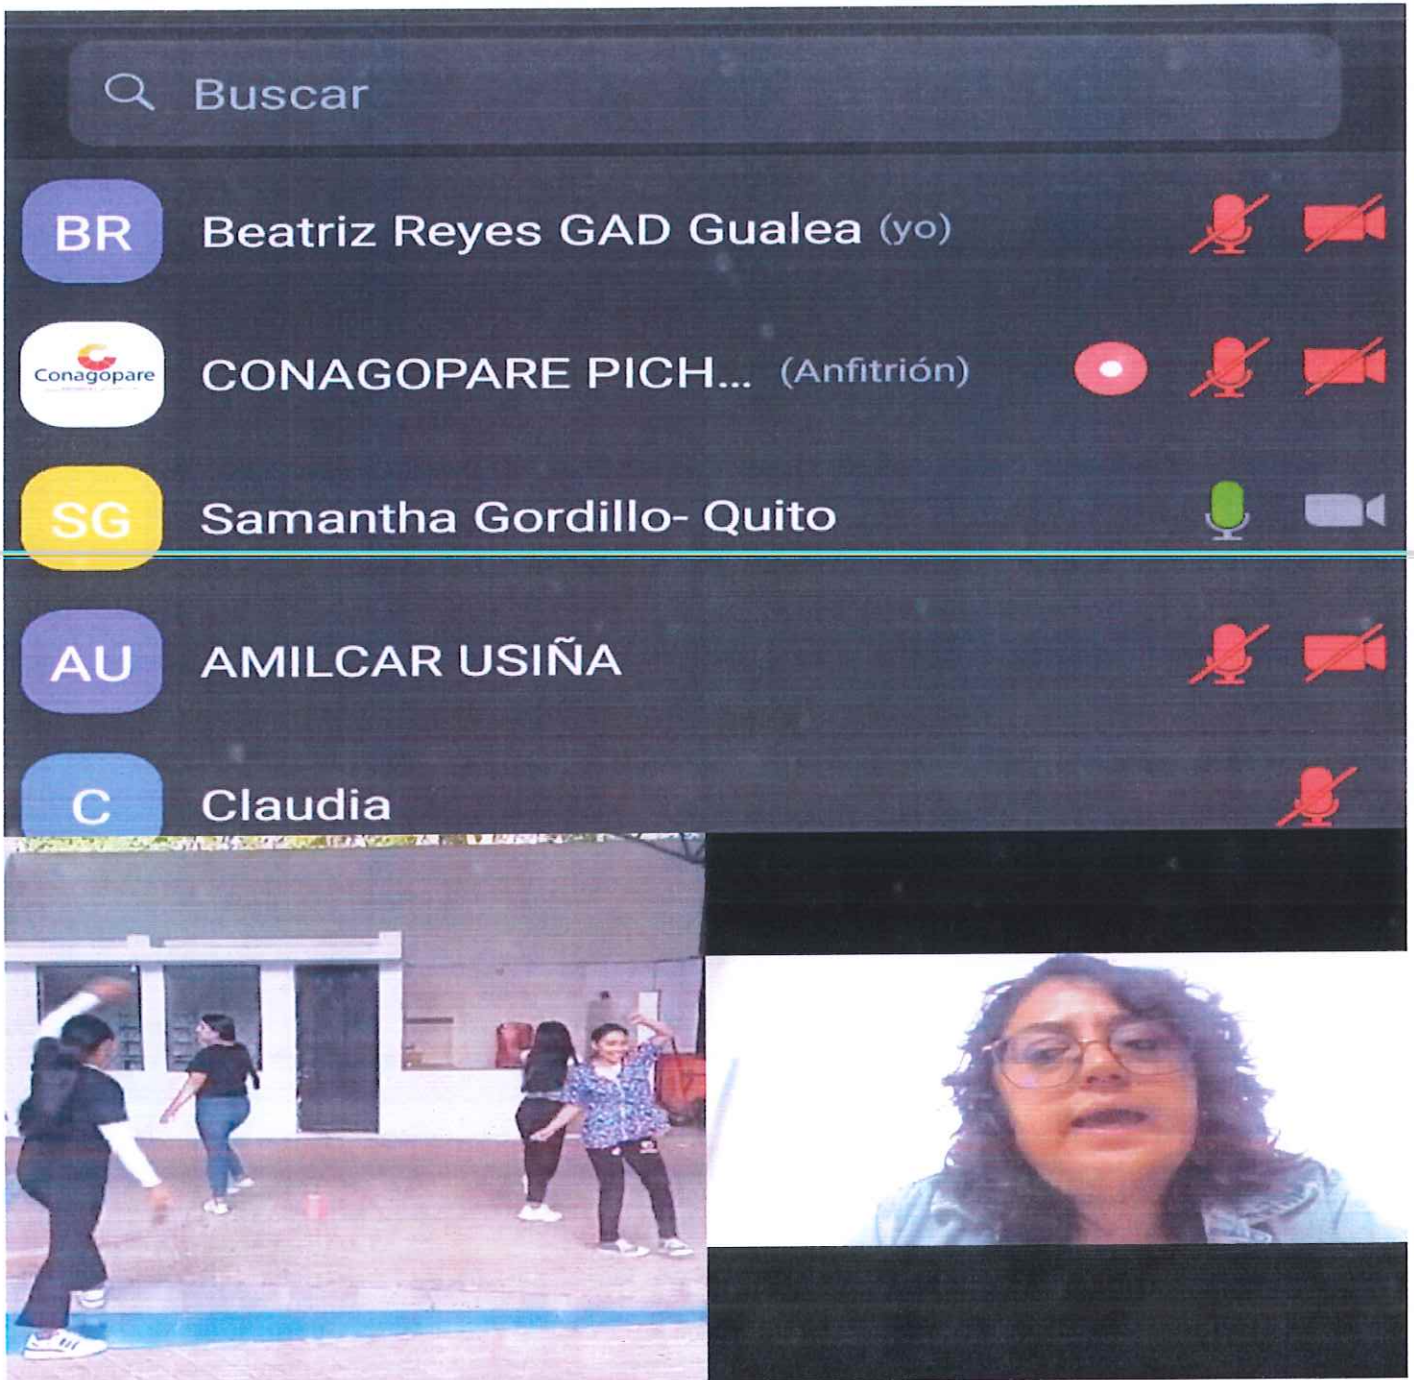 Buscar
BR Beatriz Reyes GAD Gualea (yo)
Conagopare CONAGOPARE PICH... (Anfitrión)
SG Samantha Gordillo- Quito
AU AMILCAR USIÑA
C Claudia